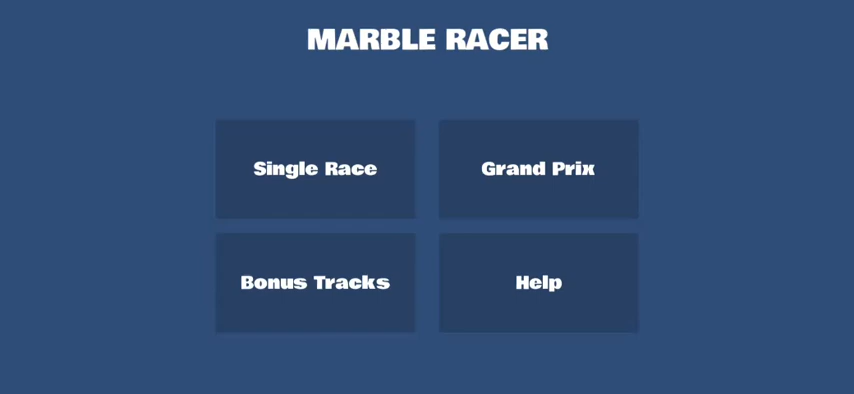 MARBLE RACER
Single Race
Grand Prix
Bonus Tracks
Help